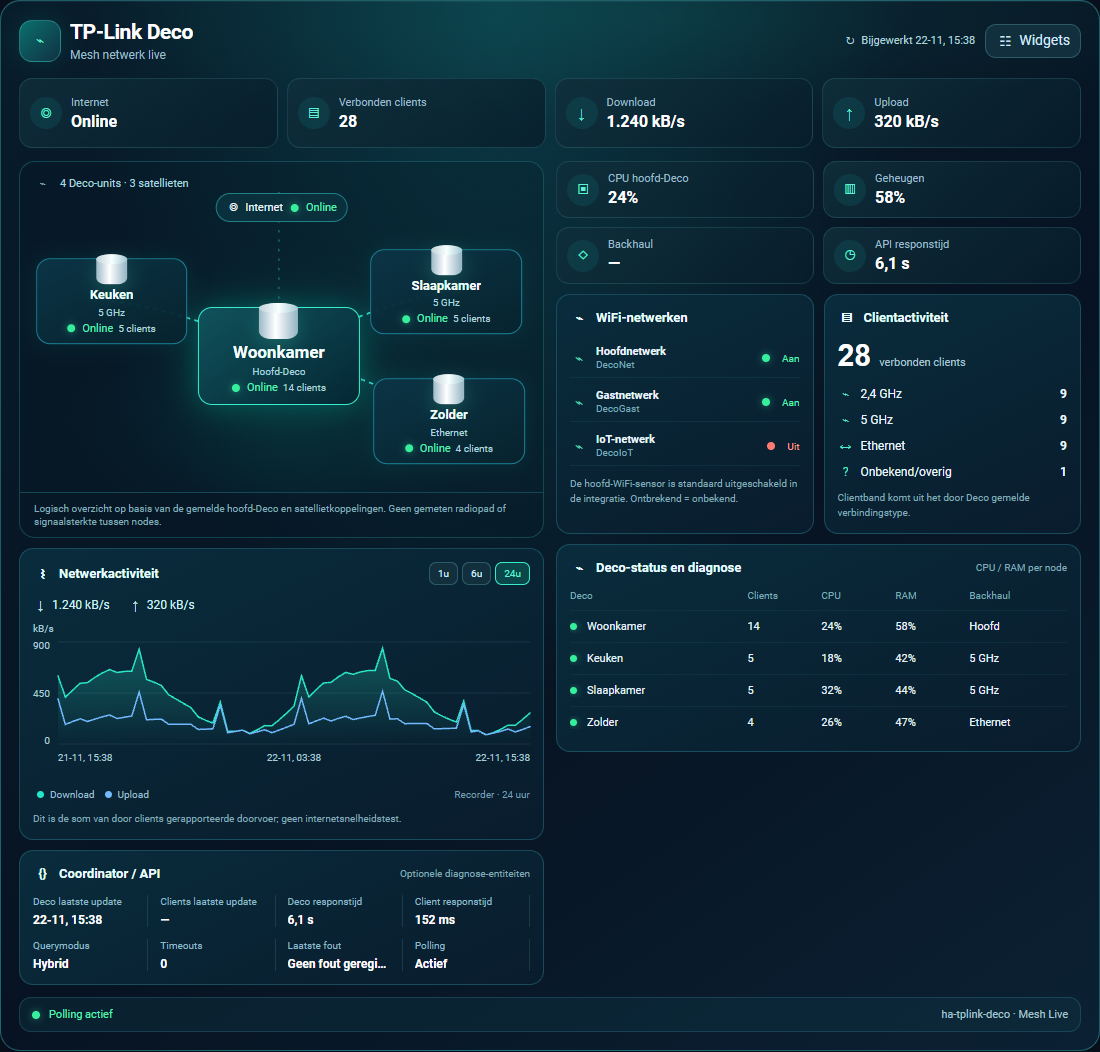 TP-Link Deco
Mesh netwerk live
Bijgewerkt 22-11, 15:38
Widgets
Internet
Online
Verbonden clients
28
Download
1.240 kB/s
Upload
320 kB/s
4 Deco-units · 3 satellieten
Internet Online
Keuken
5 GHz
Online 5 clients
Slaapkamer
5 GHz
Online 5 clients
Woonkamer
Hoofd-Deco
Online 14 clients
Zolder
Ethernet
Online 4 clients
Logisch overzicht op basis van de gemelde hoofd-Deco en satellietkoppelingen. Geen gemeten radiopad of
signaalsterkte tussen nodes.
CPU hoofd-Deco
24%
Geheugen
58%
Backhaul
—
API responstijd
6,1 s
WiFi-netwerken
Hoofdnetwerk
DecoNet
Aan
Gastnetwerk
DecoGast
Aan
IoT-netwerk
DecoIoT
Uit
De hoofd-WiFi-sensor is standaard uitgeschakeld in
de integratie. Ontbrekend = onbekend.
Clientactiviteit
28 verbonden clients
2,4 GHz 9
5 GHz 9
Ethernet 9
? Onbekend/overig 1
Clientband komt uit het door Deco gemelde
verbindingstype.
Netwerkactiviteit
1u 6u 24u
↓ 1.240 kB/s ↑ 320 kB/s
kB/s
900
450
0
21-11, 15:38 22-11, 03:38 22-11, 15:38
Download Upload
Recorder · 24 uur
Dit is de som van door clients gerapporteerde doorvoer; geen internetsnelheidstest.
Deco-status en diagnose
CPU / RAM per node
Deco Clients CPU RAM Backhaul
Woonkamer 14 24% 58% Hoofd
Keuken 5 18% 42% 5 GHz
Slaapkamer 5 32% 44% 5 GHz
Zolder 4 26% 47% Ethernet
{} Coordinator / API
Optionele diagnose-entiteiten
Deco laatste update
22-11, 15:38
Clients laatste update
—
Deco responstijd
6,1 s
Client responstijd
152 ms
Querymodus
Hybrid
Timeouts
0
Laatste fout
Geen fout geregi...
Polling
Actief
Polling actief
ha-tplink-deco · Mesh Live